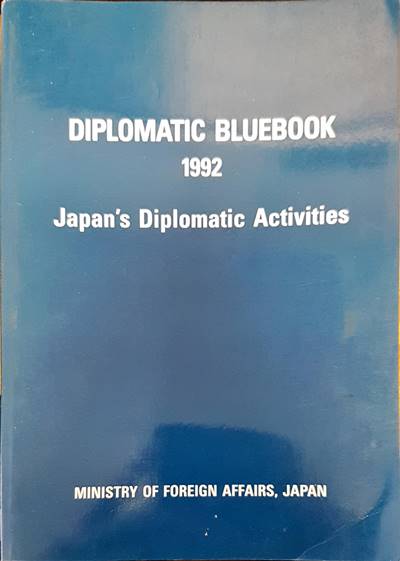 DIPLOMATIC BLUEBOOK
1992
Japan's Diplomatic Activities
MINISTRY OF FOREIGN AFFAIRS, JAPAN